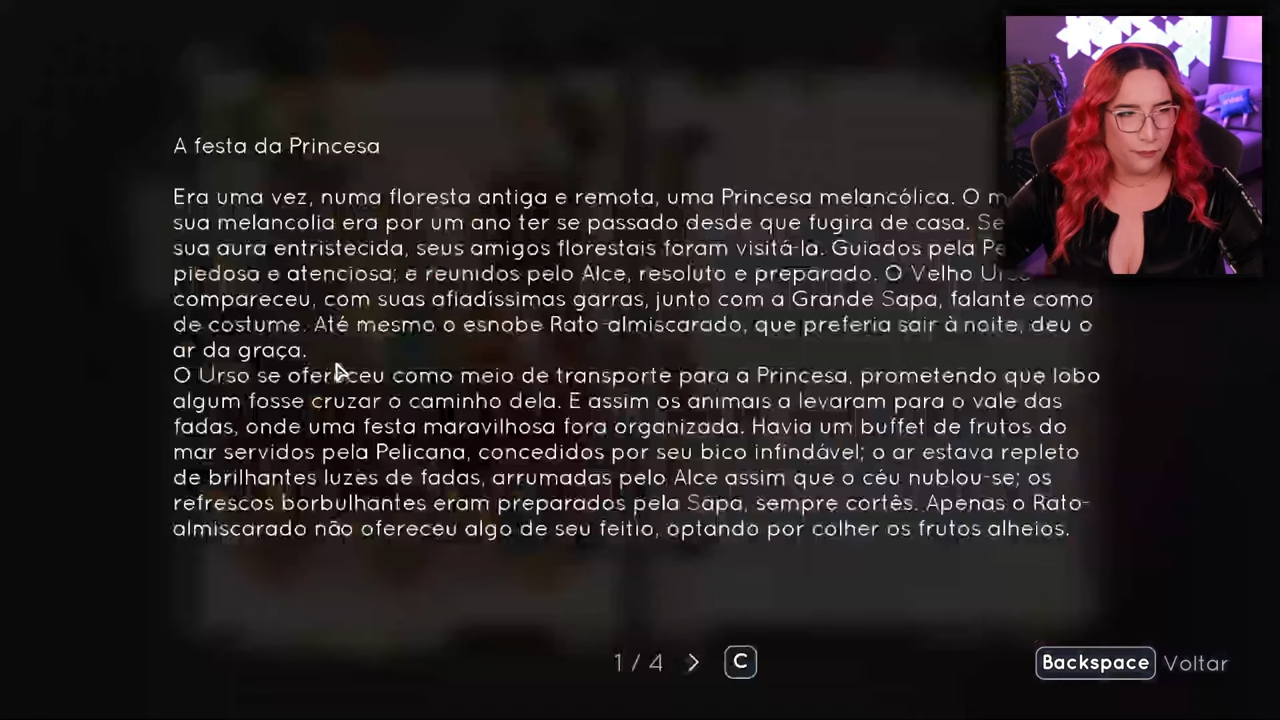 A festa da Princesa
Era uma vez, numa floresta antiga e remota, uma Princesa melancólica. O
sua melancolia era por um ano ter se passado desde que fugira de casa.
sua aura entristecida, seus amigos florestais foram visitá-la. Guiados pela
piedosa e atenciosa; e reunidos pelo Alce, resoluto e preparado. O Velho
compareceu, com suas afiadíssimas garras, junto com a Grande Sapa, falante como
de costume. Até mesmo o esnobe Rato-almiscarado, que preferia sair à noite, deu o
ar da graça.
O Urso se ofereceu como meio de transporte para a Princesa, prometendo que lobo
algum fosse cruzar o caminho dela. E assim os animais a levaram para o vale das
fadas, onde uma festa maravilhosa fora organizada. Havia um buffet de frutos do
mar servidos pela Pelicana, concedidos por seu bico infindável; o ar estava repleto
de brilhantes luzes de fadas, arrumadas pelo Alce assim que o céu nublou-se; os
refrescos borbulhantes eram preparados pela Sapa, sempre cortês. Apenas o Rato-
almiscarado não ofereceu algo de seu feitio, optando por colher os frutos alheios.
1 / 4 > C
Backspace Voltar